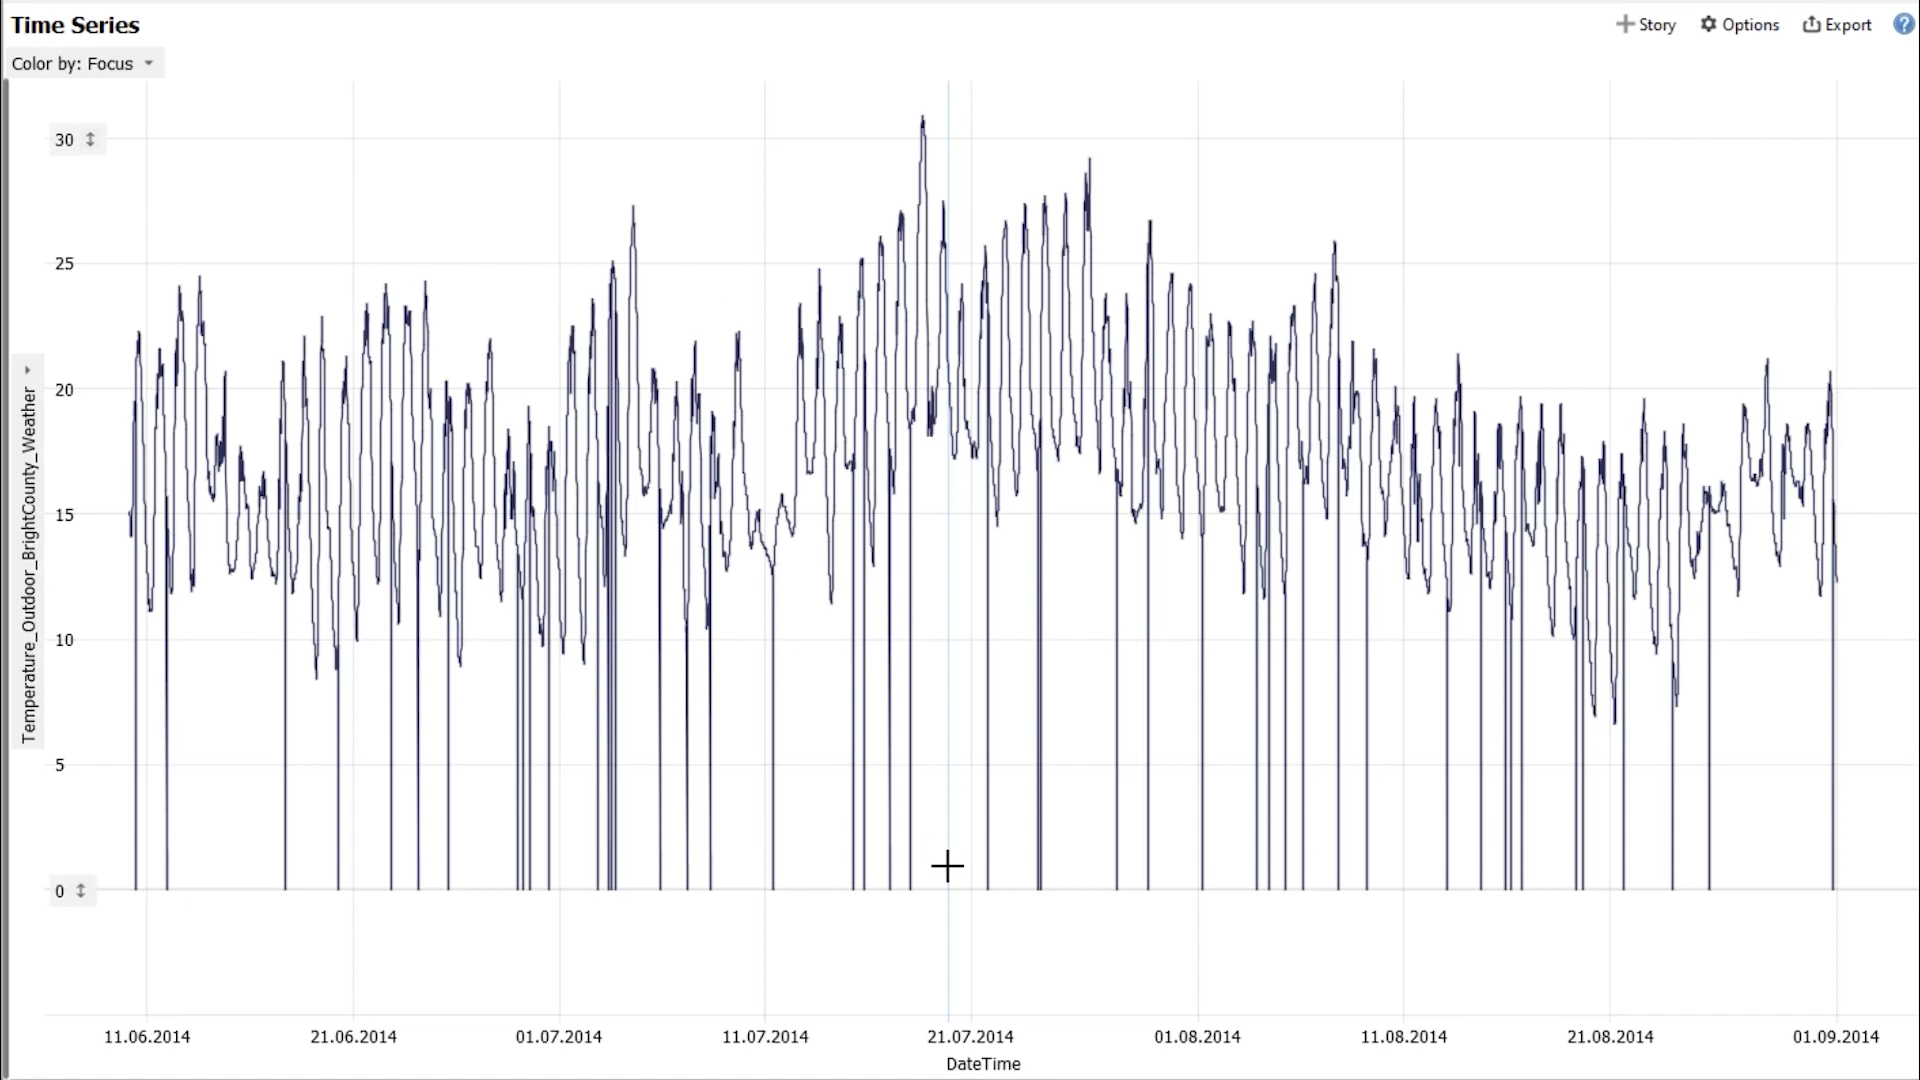 Time Series
Story Options Export ?
Color by: Focus
30
25
20
15
10
5
0
Temperature_Outdoor_BrightCounty_Weather
11.06.2014 21.06.2014 01.07.2014 11.07.2014 21.07.2014 01.08.2014 11.08.2014 21.08.2014 01.09.2014
DateTime